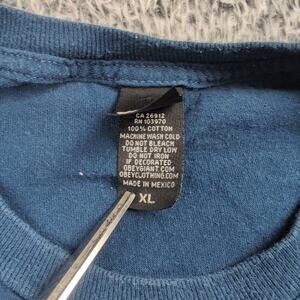 CA 26912
RN 103970
100% COTTON
MACHINE WASH COLD
DO NOT BLEACH
TUMBLE DRY LOW
DO NOT IRON
IF DECORATED
OBEYGIANT.COM
OBEYCLOTHING.COM
MADE IN MEXICO
XL